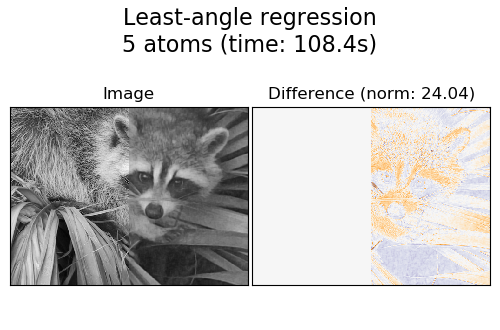 Least-angle regression
5 atoms (time: 108.4s)
Image
Difference (norm: 24.04)